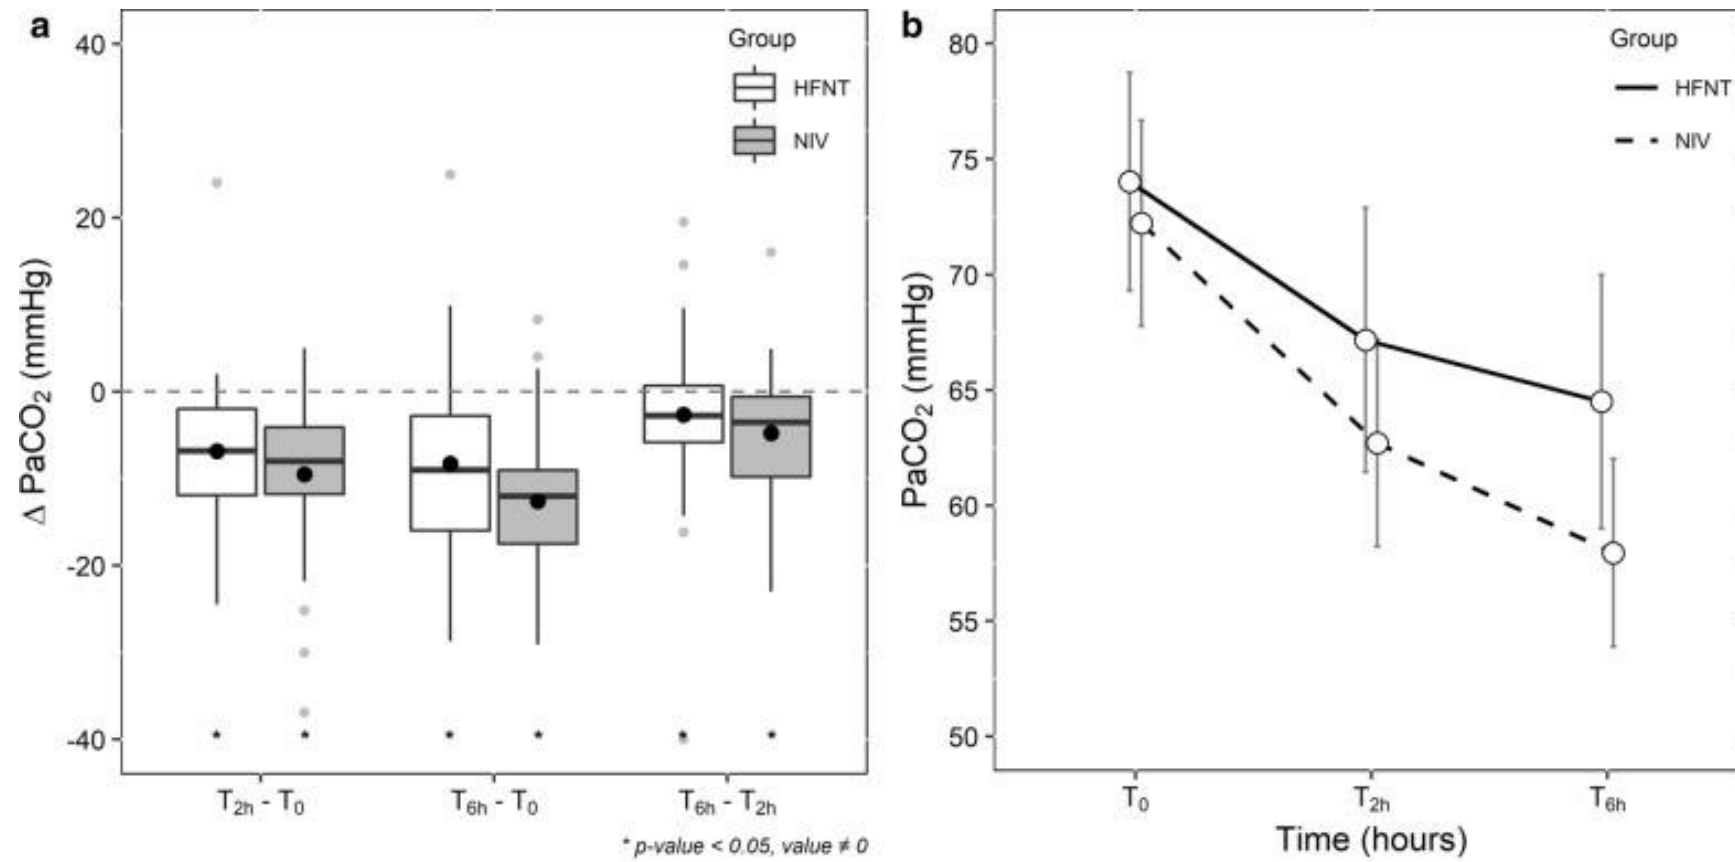 a
Group
HFNT
NIV
Δ PaCO₂ (mmHg)
40
20
0
-20
-40
* * * * * *
T₂ₕ - T₀
T₆ₕ - T₀
T₆ₕ - T₂ₕ
* p-value < 0.05, value ≠ 0
b
Group
HFNT
NIV
PaCO₂ (mmHg)
80
75
70
65
60
55
50
T₀
T₂ₕ
T₆ₕ
Time (hours)